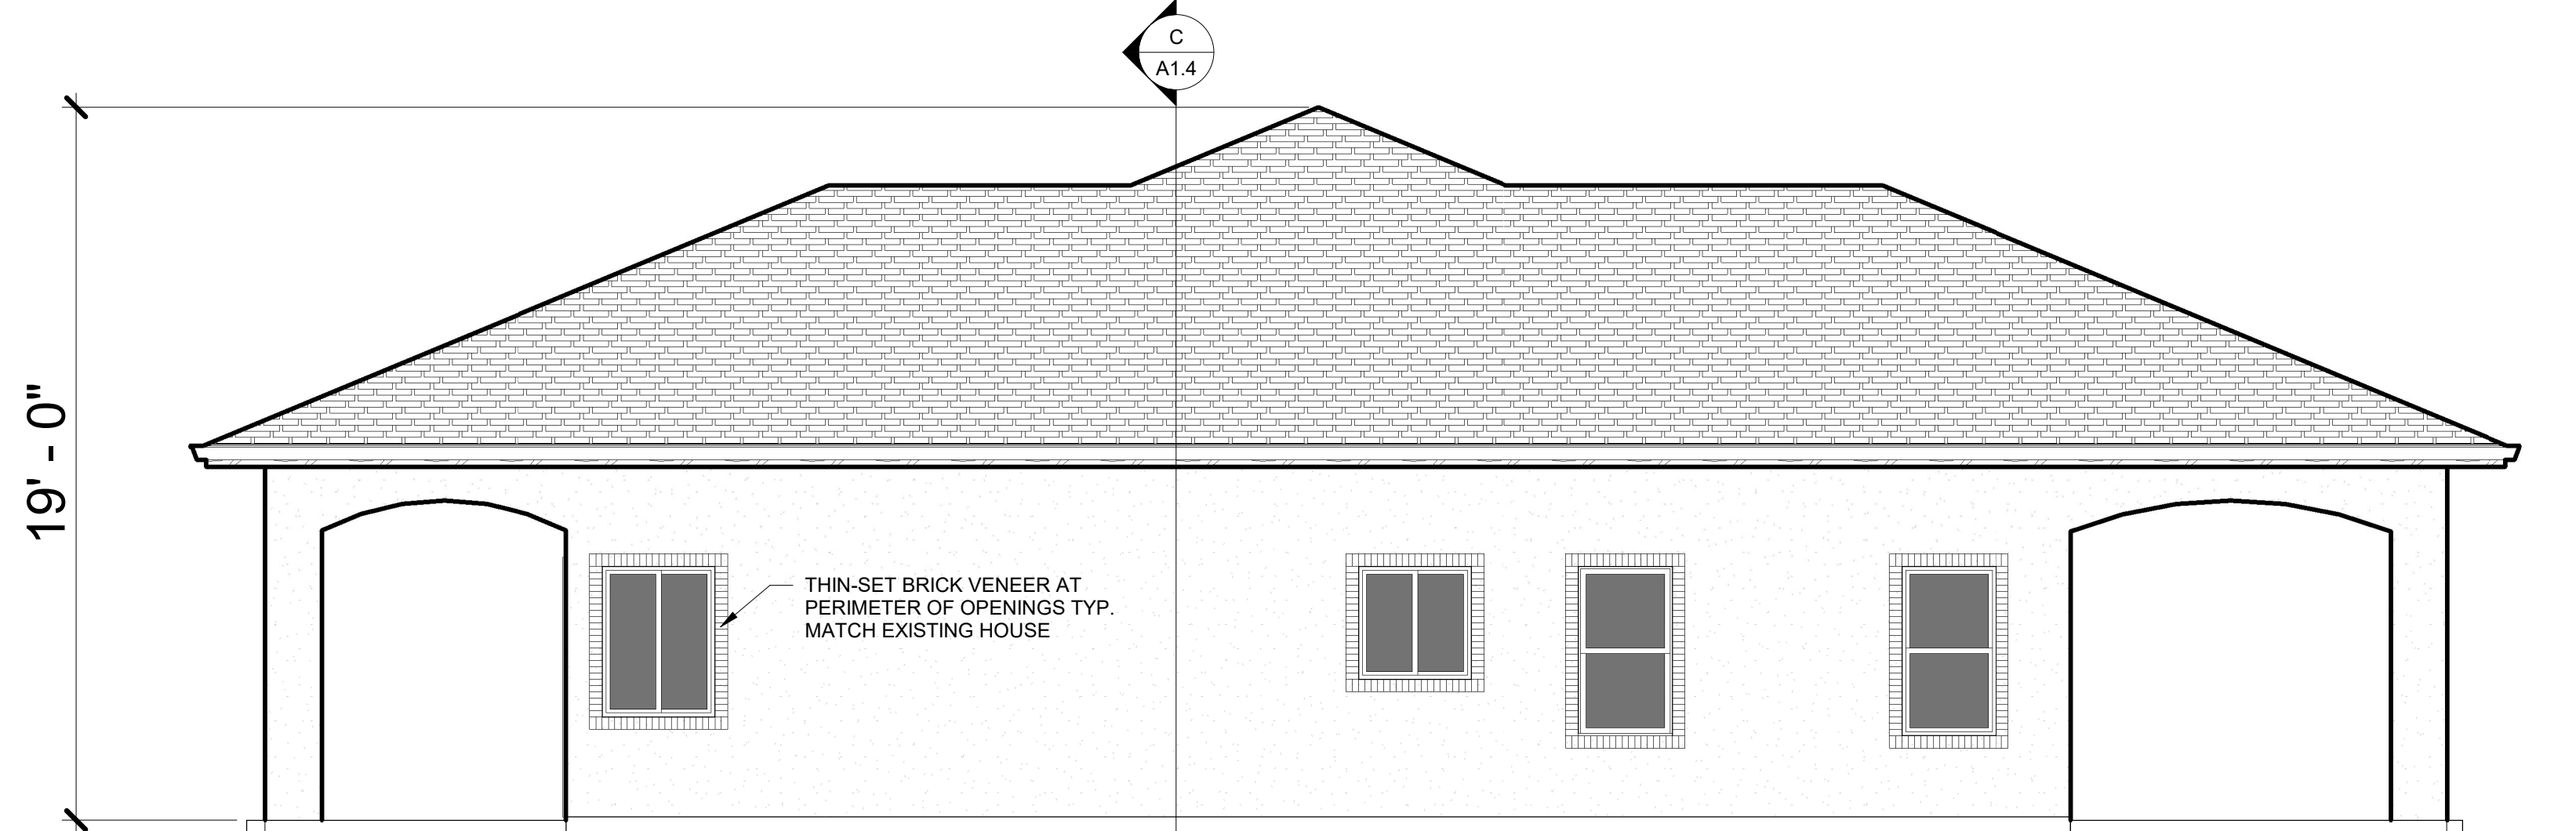 C
A1.4
19' - 0"
THIN-SET BRICK VENEER AT
PERIMETER OF OPENINGS TYP.
MATCH EXISTING HOUSE